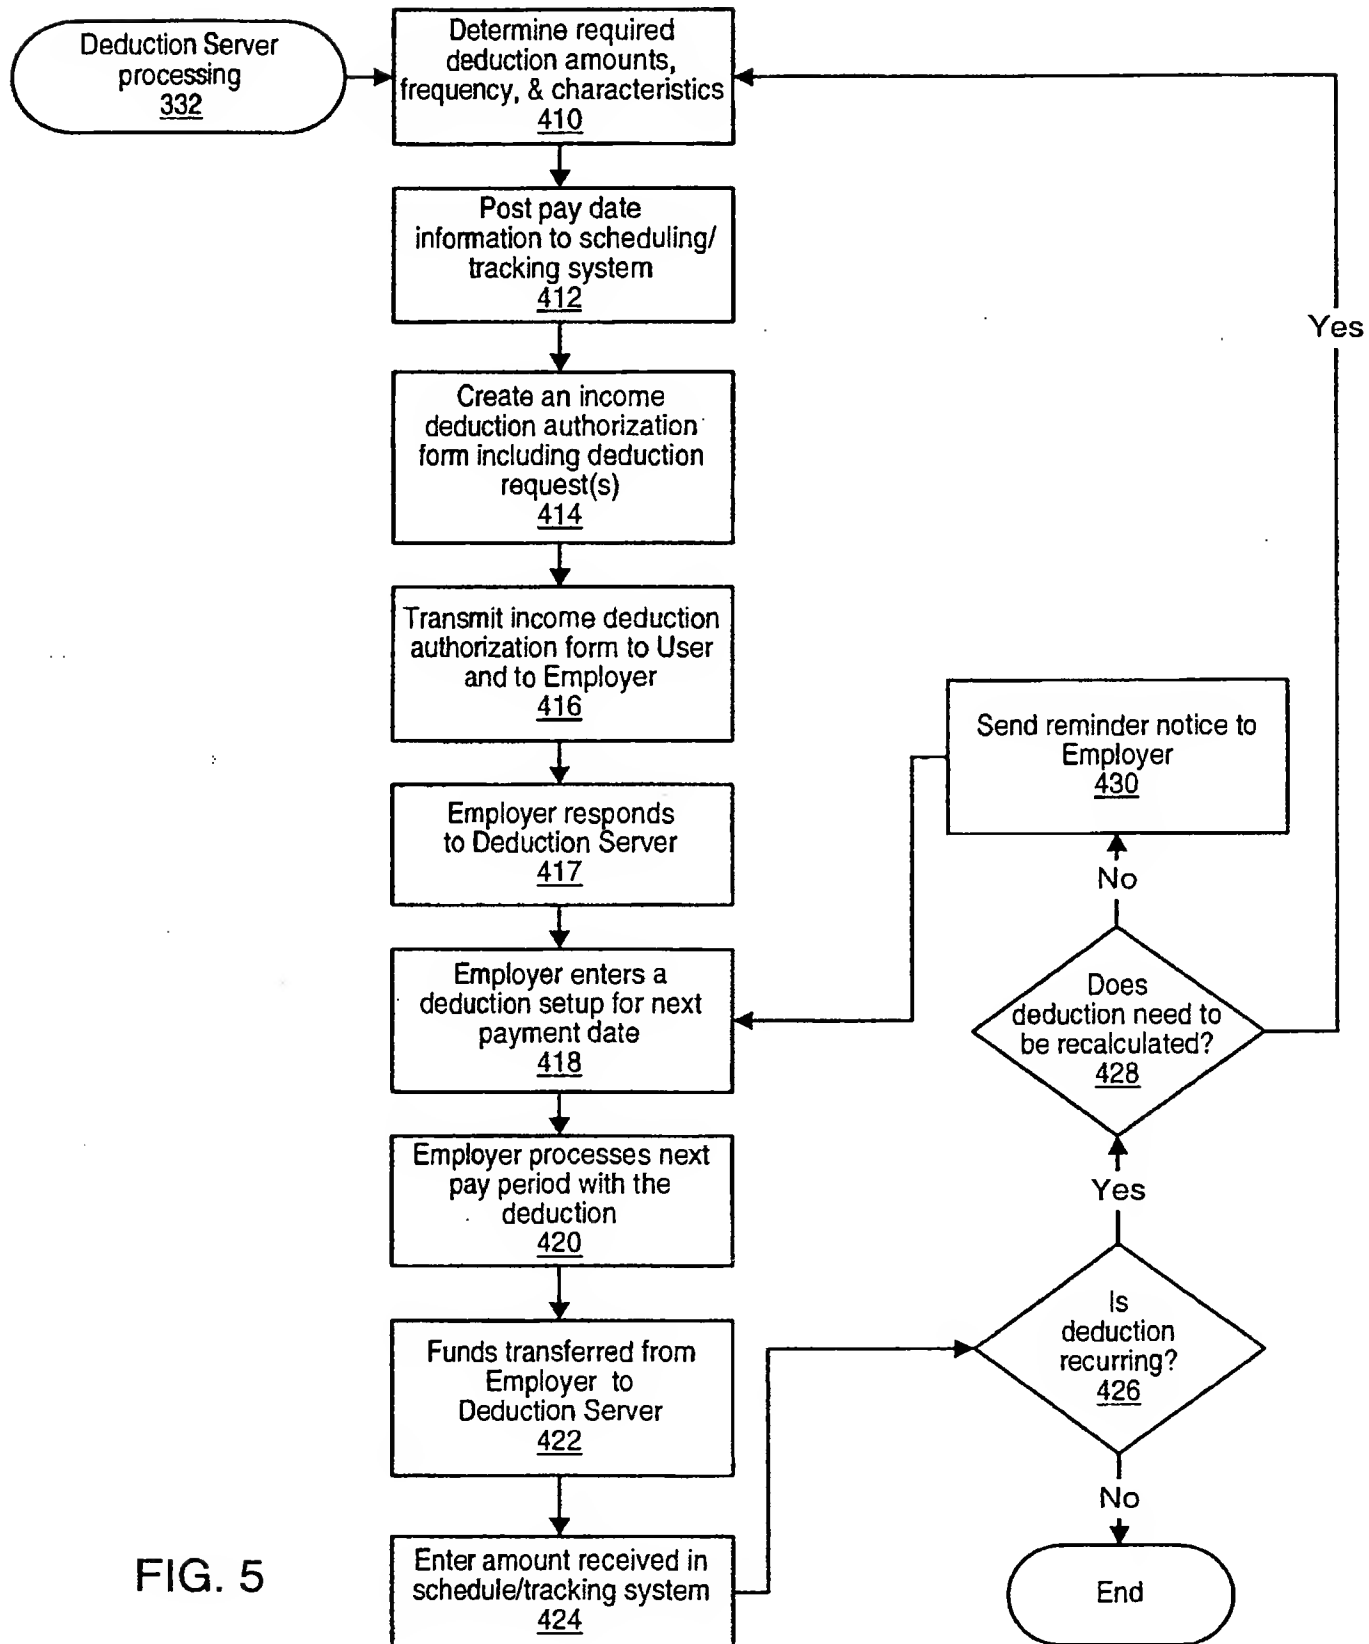 Deduction Server
processing
332
Determine required
deduction amounts,
frequency, & characteristics
410
Post pay date
information to scheduling/
tracking system
412
Yes
Create an income
deduction authorization
form including deduction
request(s)
414
Transmit income deduction
authorization form to User
and to Employer
416
Send reminder notice to
Employer
430
Employer responds
to Deduction Server
417
No
Employer enters a
deduction setup for next
payment date
418
Does
deduction need to
be recalculated?
428
Employer processes next
pay period with the
deduction
420
Yes
Is
deduction
recurring?
426
Funds transferred from
Employer to
Deduction Server
422
No
Enter amount received in
schedule/tracking system
424
End
FIG. 5